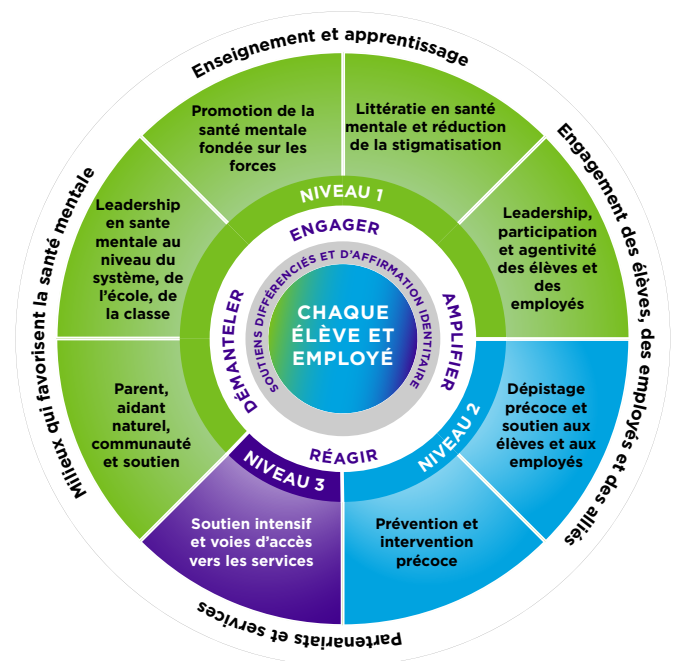 Enseignement et apprentissage
Engagement des élèves, des employés et des alliés
Partenariats et services
Milieux qui favorisent la santé mentale
Promotion de la
santé mentale
fondée sur les
forces
Littératie en santé
mentale et réduction
de la stigmatisation
Leadership,
participation
et agentivité
des élèves et
des
employés
Dépistage
précoce et
soutien aux
élèves et aux
employés
Prévention et
intervention
précoce
Soutien intensif
et voies d'accès
vers les services
Parent,
aidant
naturel,
communauté
et soutien
Leadership
en sante
mentale au
niveau du
système, de
l'école, de
la classe
NIVEAU 1
NIVEAU 2
NIVEAU 3
ENGAGER
AMPLIFIER
RÉAGIR
DÉMANTELER
SOUTIENS DIFFÉRENCIÉS ET D'AFFIRMATION IDENTITAIRE
CHAQUE
ÉLÈVE ET
EMPLOYÉ